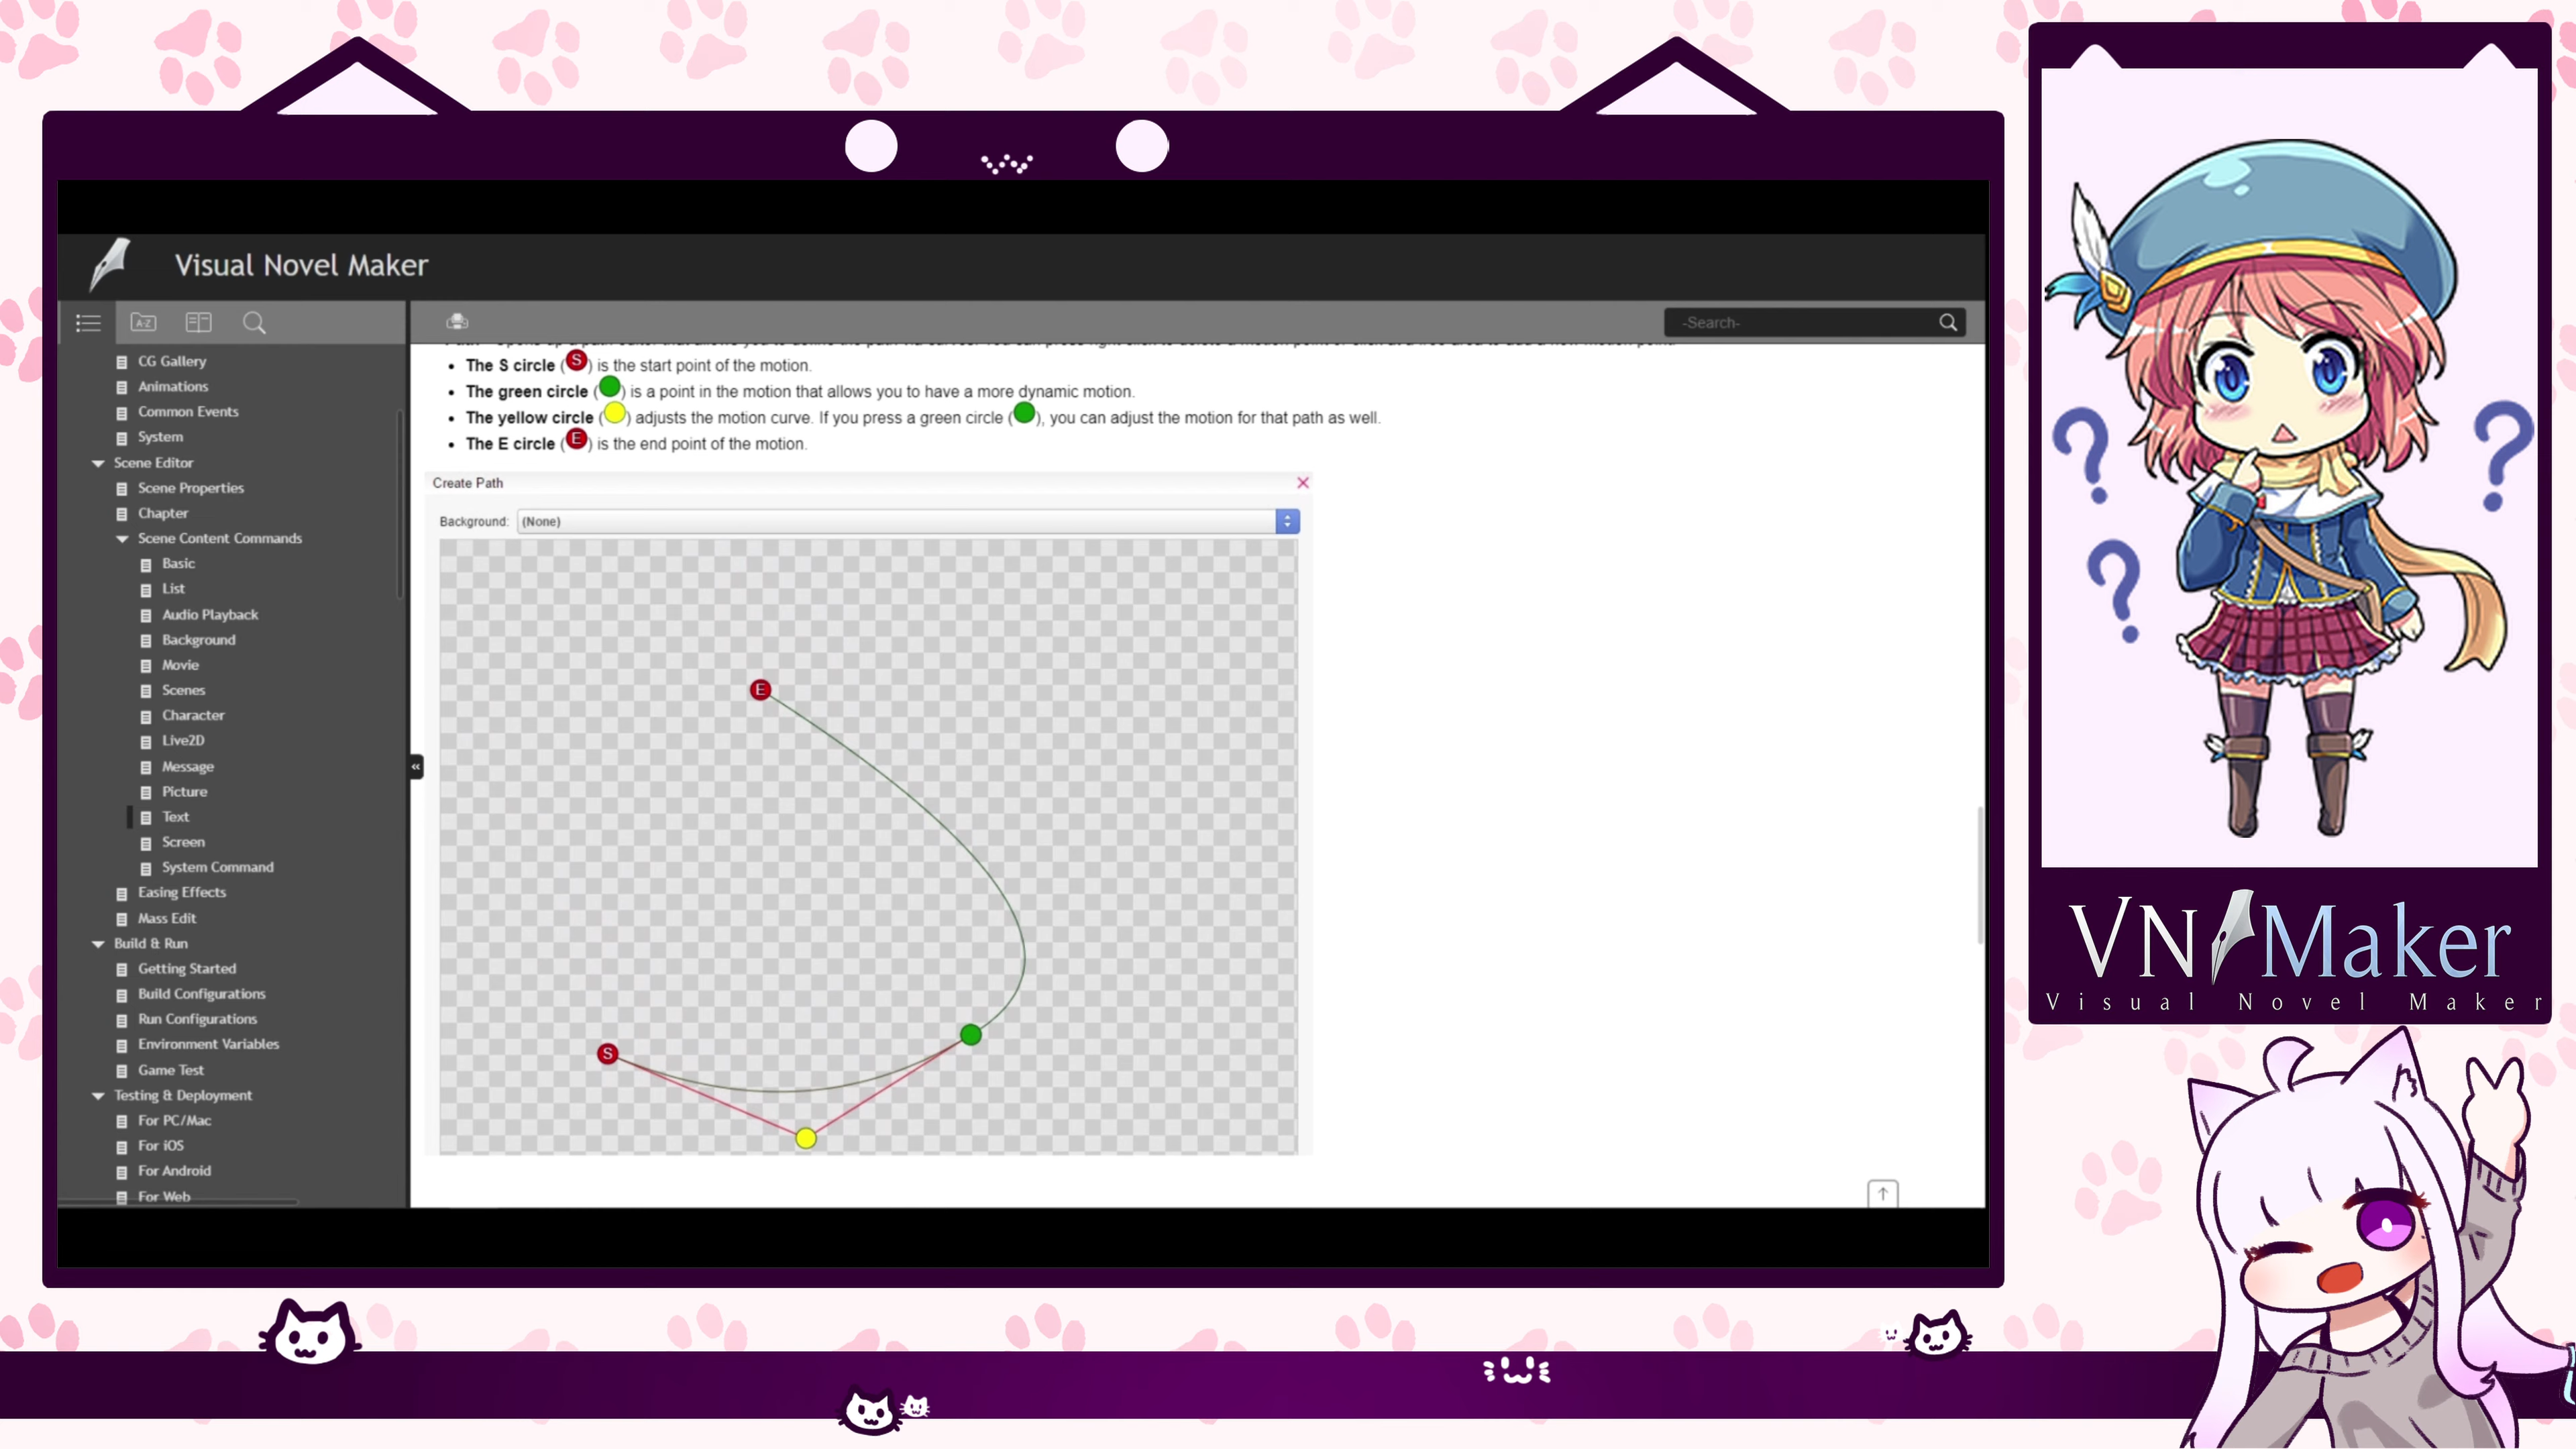 Visual Novel Maker
A-Z
-Search-
CG Gallery
Animations
Common Events
System
Scene Editor
Scene Properties
Chapter
Scene Content Commands
Basic
List
Audio Playback
Background
Movie
Scenes
Character
Live2D
Message
Picture
Text
Screen
System Command
Easing Effects
Mass Edit
Build & Run
Getting Started
Build Configurations
Run Configurations
Environment Variables
Game Test
Testing & Deployment
For PC/Mac
For iOS
For Android
For Web
The S circle (S) is the start point of the motion.
The green circle () is a point in the motion that allows you to have a more dynamic motion.
The yellow circle () adjusts the motion curve. If you press a green circle (), you can adjust the motion for that path as well.
The E circle (E) is the end point of the motion.
Create Path
Background: (None)
E
S
? ? ?
VN Maker
Visual Novel Maker